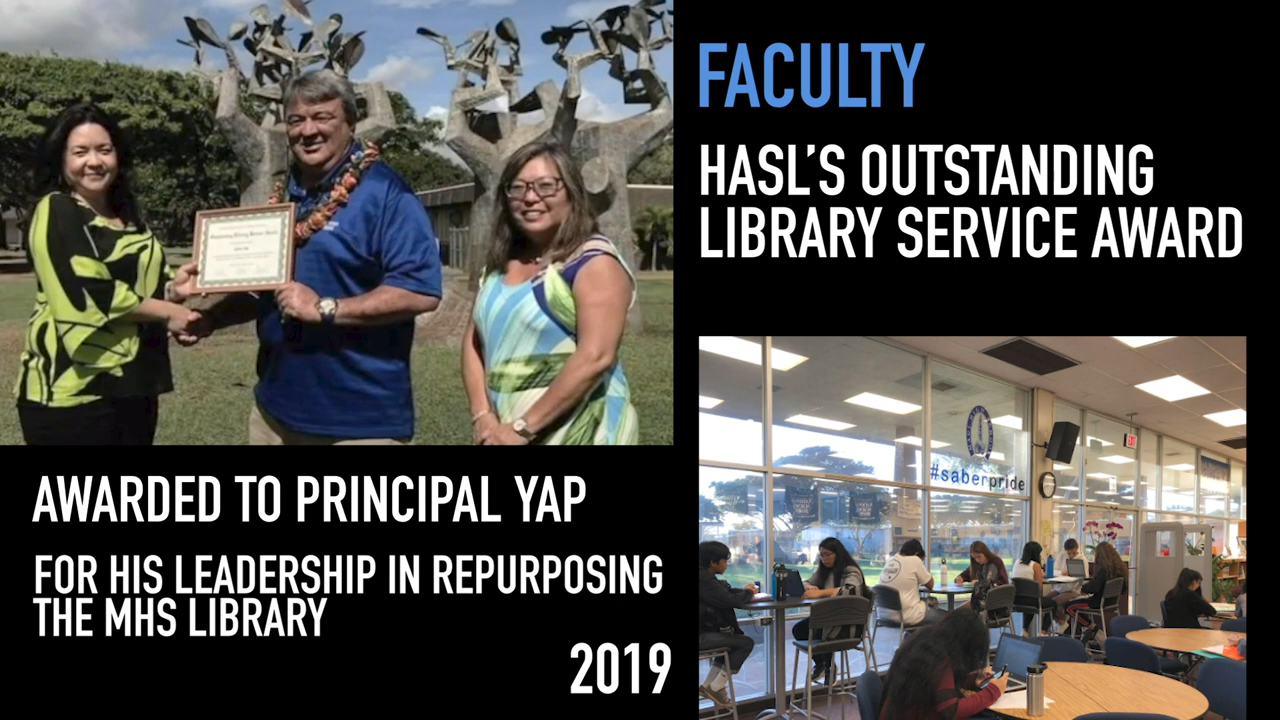 FACULTY
HASL'S OUTSTANDING
LIBRARY SERVICE AWARD
AWARDED TO PRINCIPAL YAP
FOR HIS LEADERSHIP IN REPURPOSING
THE MHS LIBRARY
2019
#saberpride
EXIT